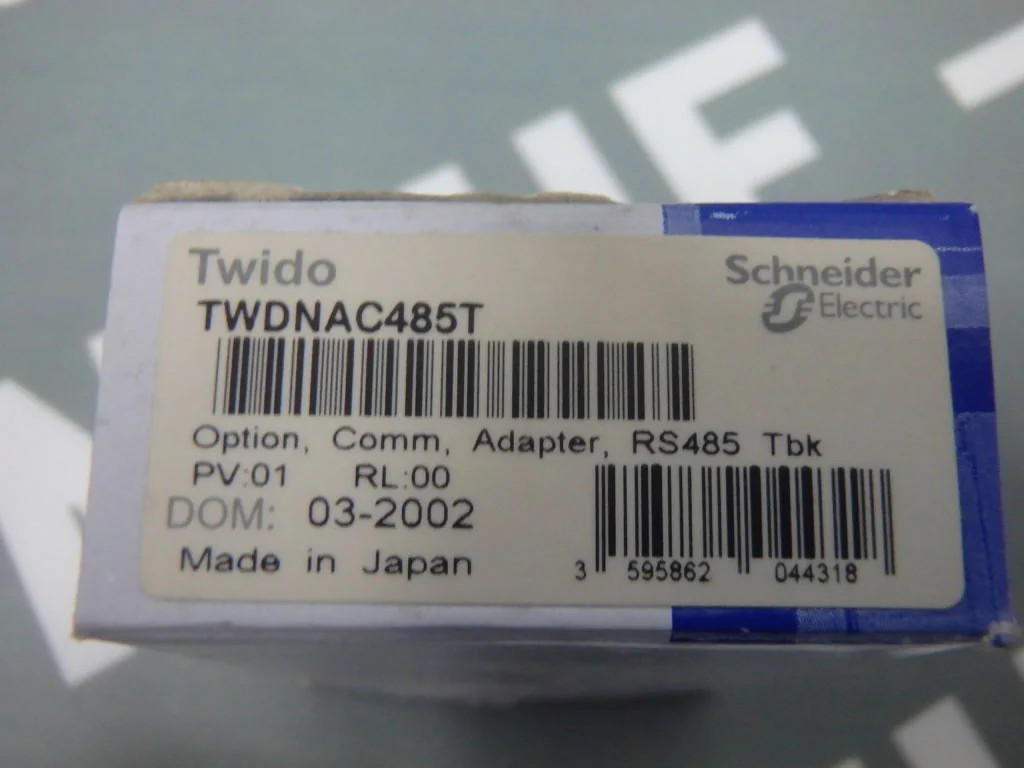 Twido
Schneider
Electric
TWDNAC485T
Option, Comm, Adapter, RS485 Tbk
PV:01 RL:00
DOM: 03-2002
Made in Japan
3 595862 044318